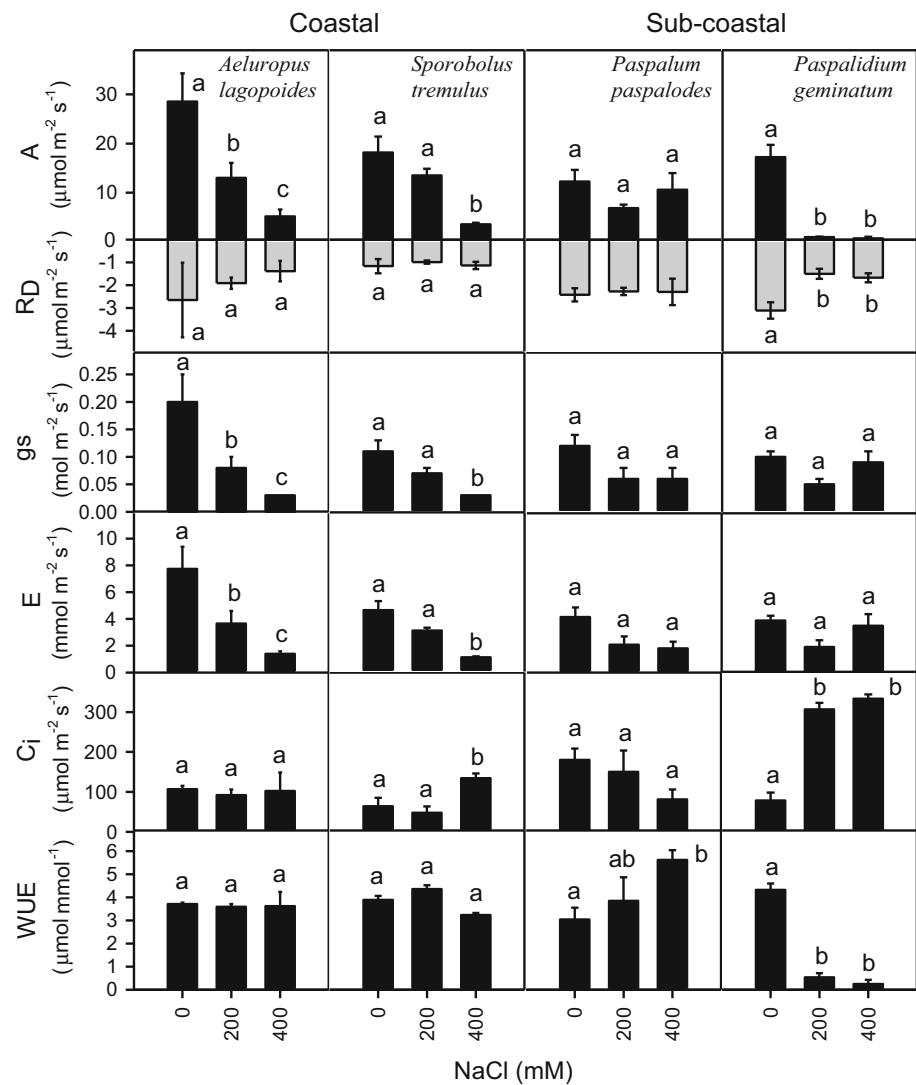 Coastal Sub-coastal
Aeluropus lagopoides
Sporobolus tremulus
Paspalum paspalodes
Paspalidium geminatum
A (µmol m-2 s-1)
30
20
10
0
a b c
a a b
a a a
a b b
RD (µmol m-2 s-1)
-1
-2
-3
-4
a a a
a a a
a b b
gs (mol m-2 s-1)
0.25
0.20
0.15
0.10
0.05
0.00
a b c
a a b
a a a
a a a
E (mmol m-2 s-1)
10
8
6
4
2
0
a b c
a a b
a a a
a a a
Ci (µmol m-2 s-1)
300
200
100
0
a a a
a a b
a a a
a b b
WUE (µmol mmol-1)
6
5
4
3
2
1
0
a a a
a a a
a ab b
a b b
0 200 400
0 200 400
0 200 400
0 200 400
NaCl (mM)